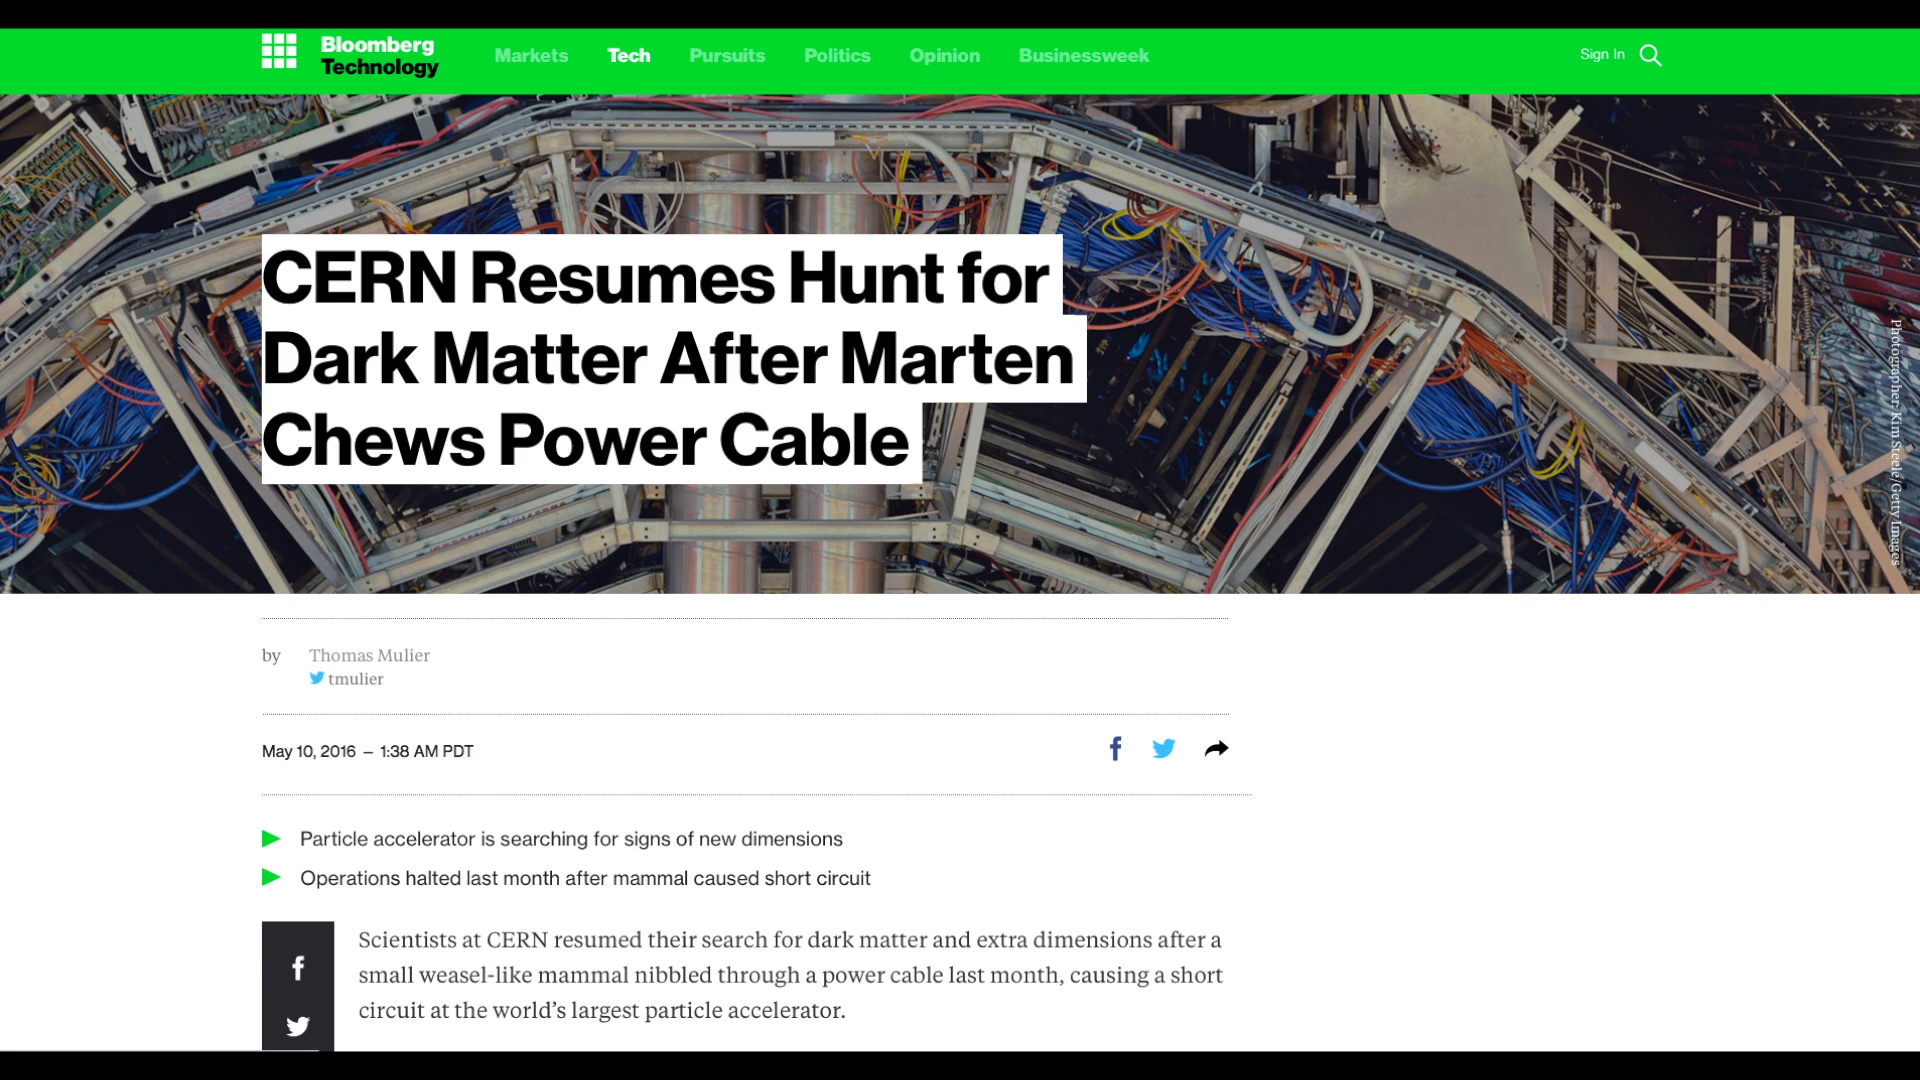 Bloomberg
Technology
Markets Tech Pursuits Politics Opinion Businessweek
Sign In
CERN Resumes Hunt for
Dark Matter After Marten
Chews Power Cable
Photographer: Kim Steele/Getty Images
by Thomas Mulier
tmulier
May 10, 2016 – 1:38 AM PDT
Particle accelerator is searching for signs of new dimensions
Operations halted last month after mammal caused short circuit
Scientists at CERN resumed their search for dark matter and extra dimensions after a
small weasel-like mammal nibbled through a power cable last month, causing a short
circuit at the world’s largest particle accelerator.